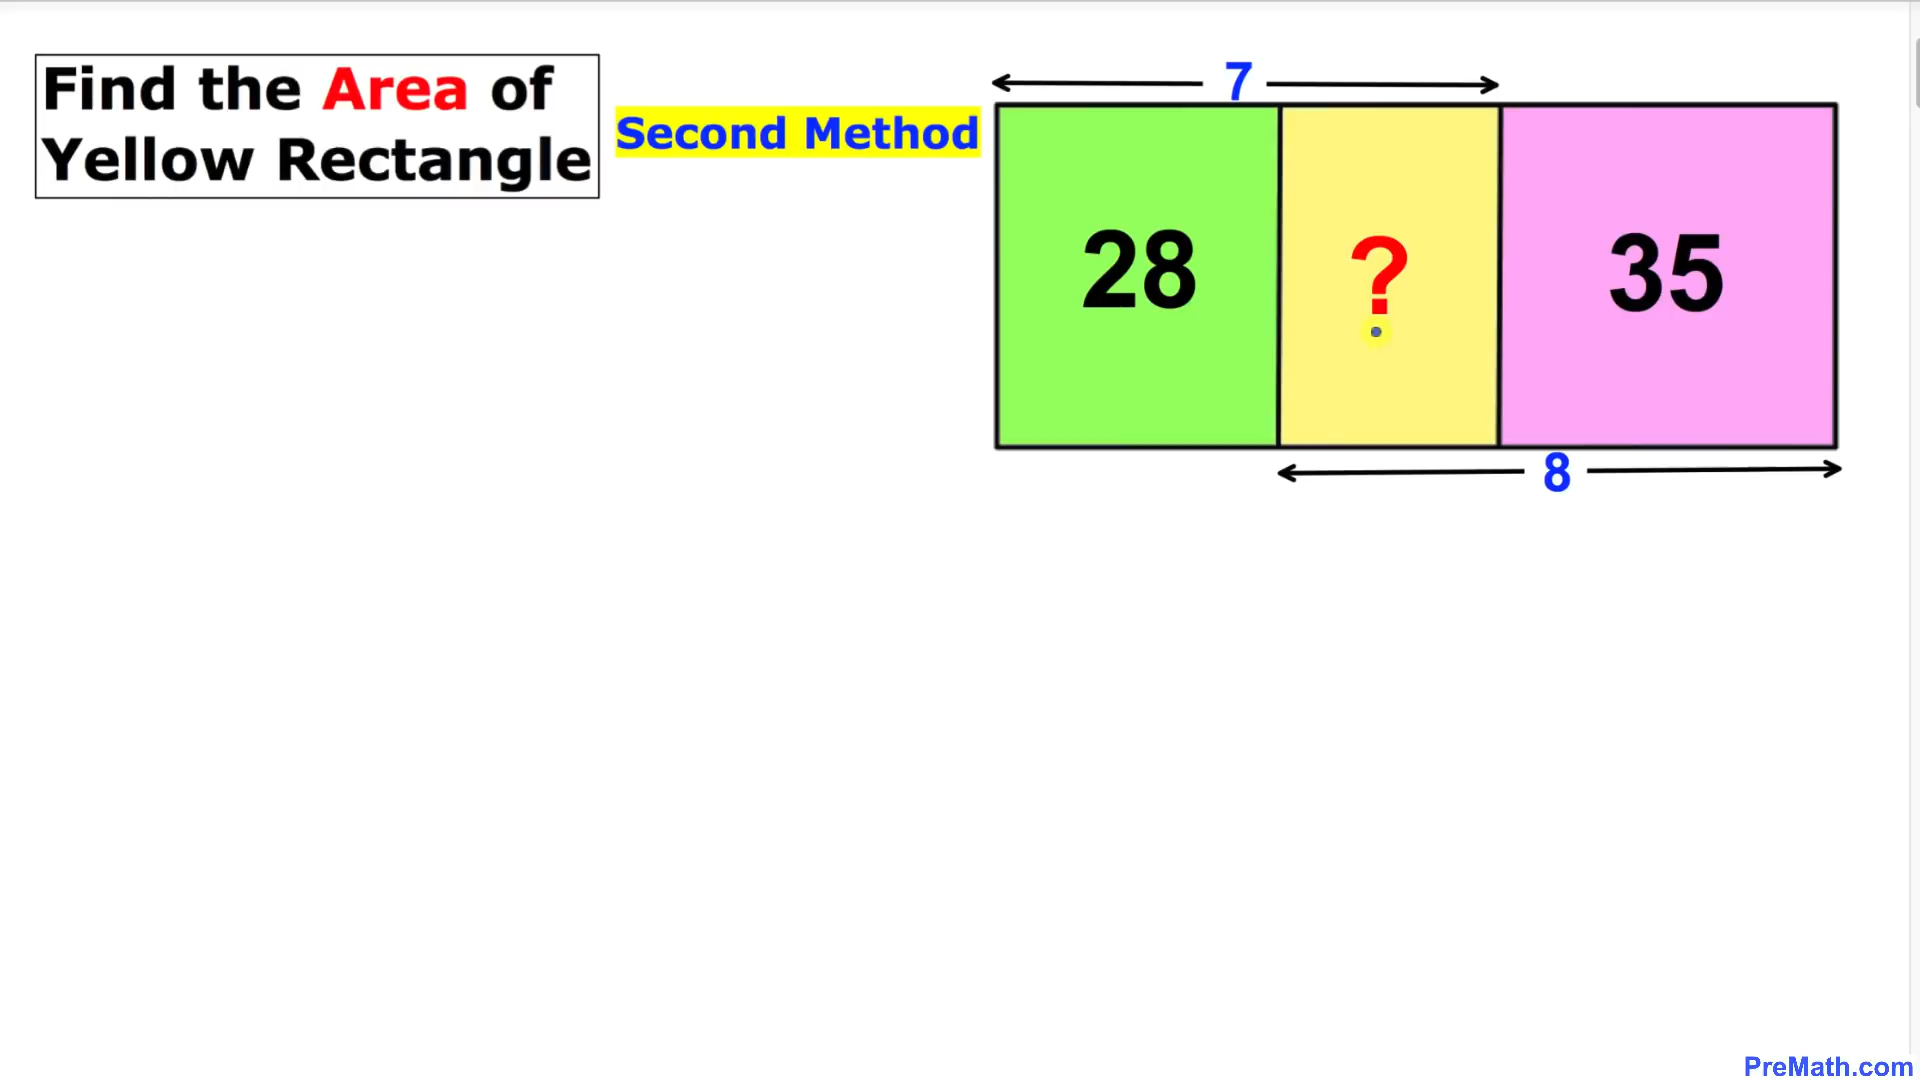 Find the Area of
Yellow Rectangle
Second Method
7
28
?
35
8
PreMath.com